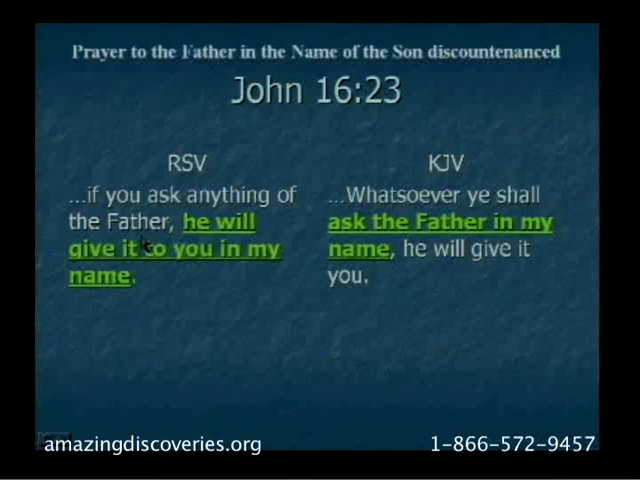 Prayer to the Father in the Name of the Son discountenanced
John 16:23
RSV
...if you ask anything of
the Father, he will
give it to you in my
name.
KJV
...Whatsoever ye shall
ask the Father in my
name, he will give it
you.
amazingdiscoveries.org
1-866-572-9457